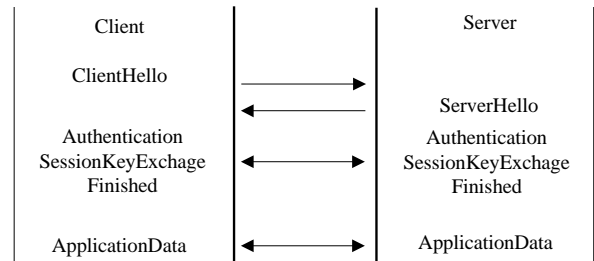 Client
Server
ClientHello
ServerHello
Authentication
SessionKeyExchage
Finished
Authentication
SessionKeyExchage
Finished
ApplicationData
ApplicationData